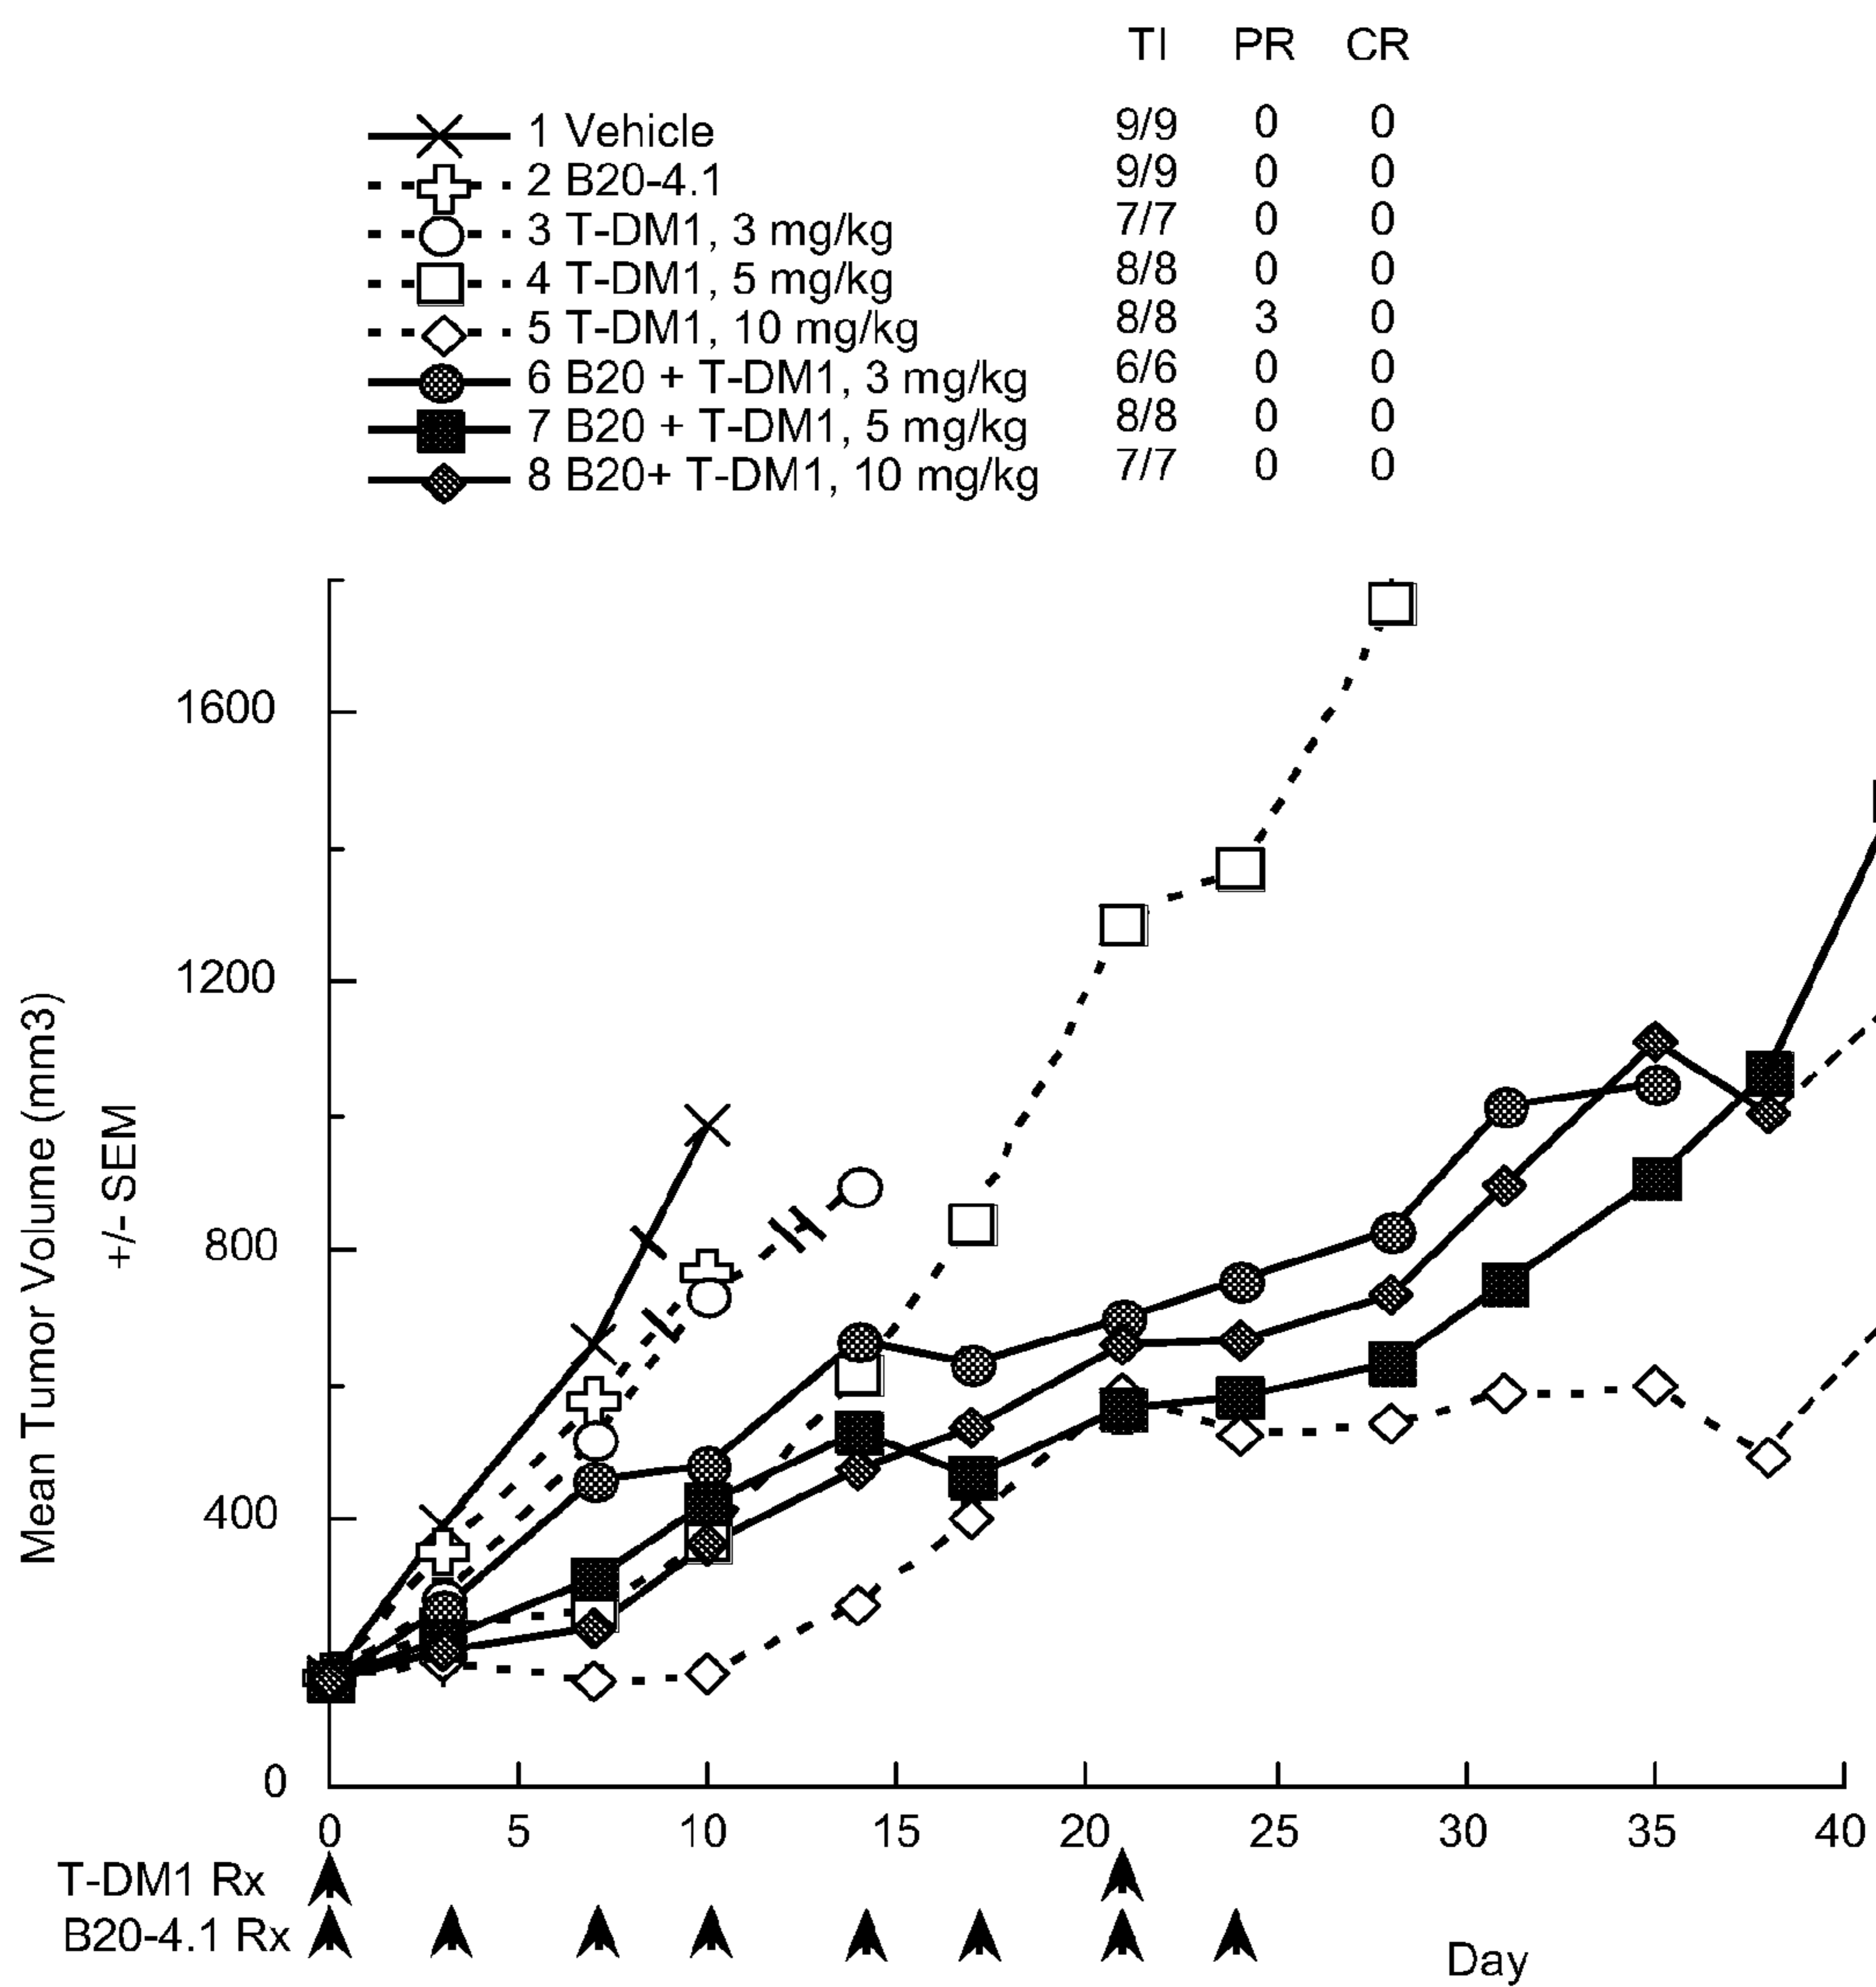 TI PR CR
1 Vehicle 9/9 0 0
2 B20-4.1 9/9 0 0
3 T-DM1, 3 mg/kg 7/7 0 0
4 T-DM1, 5 mg/kg 8/8 0 0
5 T-DM1, 10 mg/kg 8/8 3 0
6 B20 + T-DM1, 3 mg/kg 6/6 0 0
7 B20 + T-DM1, 5 mg/kg 8/8 0 0
8 B20+ T-DM1, 10 mg/kg 7/7 0 0
Mean Tumor Volume (mm3)
+/- SEM
1600
1200
800
400
0
0 5 10 15 20 25 30 35 40
T-DM1 Rx
B20-4.1 Rx
Day